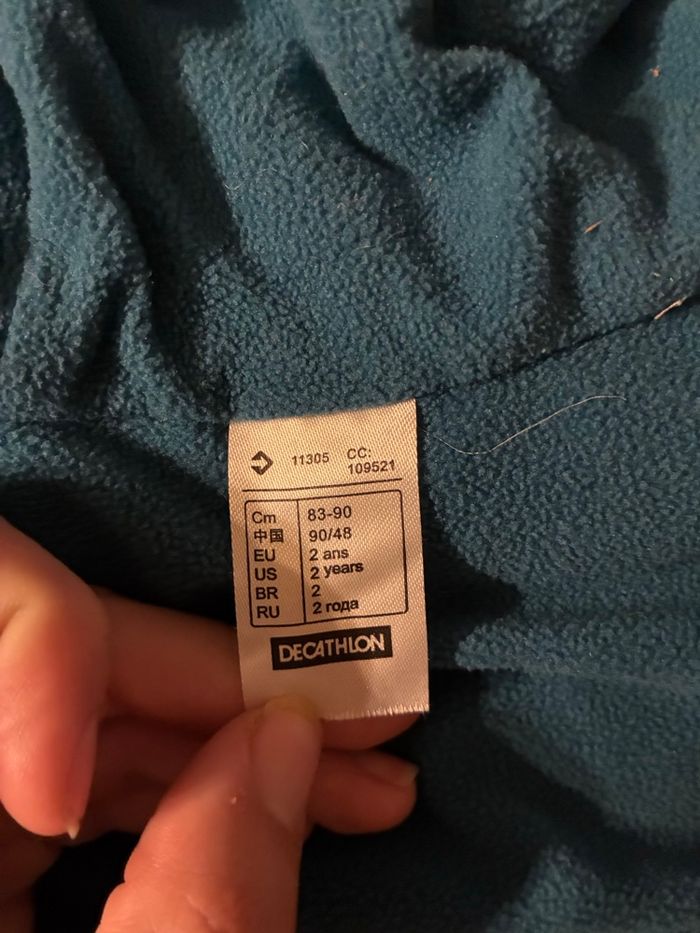 11305 CC:
109521
Cm 83-90
中国 90/48
EU 2 ans
US 2 years
BR 2
RU 2 года
DECATHLON